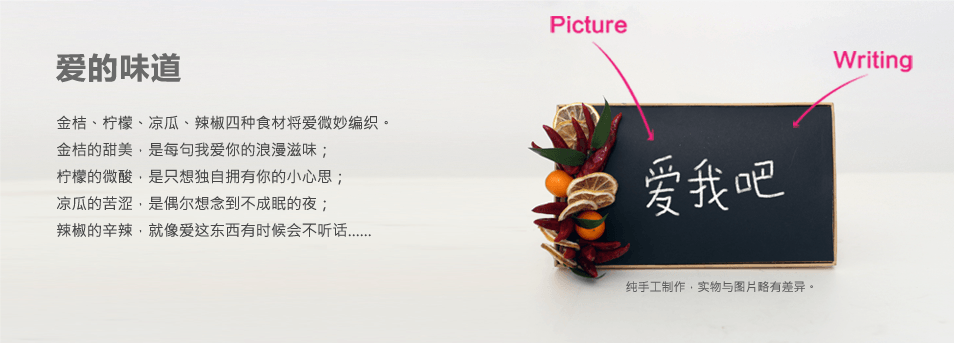 爱的味道
金桔、柠檬、凉瓜、辣椒四种食材将爱微妙编织。
金桔的甜美，是每句我爱你的浪漫滋味；
柠檬的微酸，是只想独自拥有你的小心思；
凉瓜的苦涩，是偶尔想念到不成眠的夜；
辣椒的辛辣，就像爱这东西有时候会不听话......
Picture
Writing
爱我吧
纯手工制作，实物与图片略有差异。